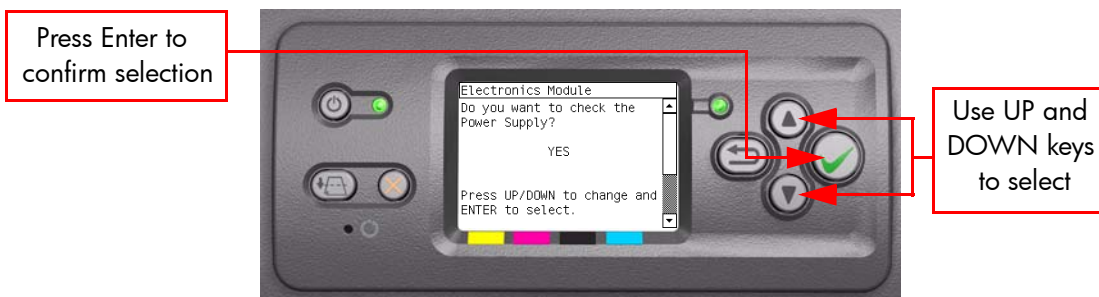 Press Enter to
confirm selection
Electronics Module
Do you want to check the
Power Supply?
YES
Press UP/DOWN to change and
ENTER to select.
Use UP and
DOWN keys
to select